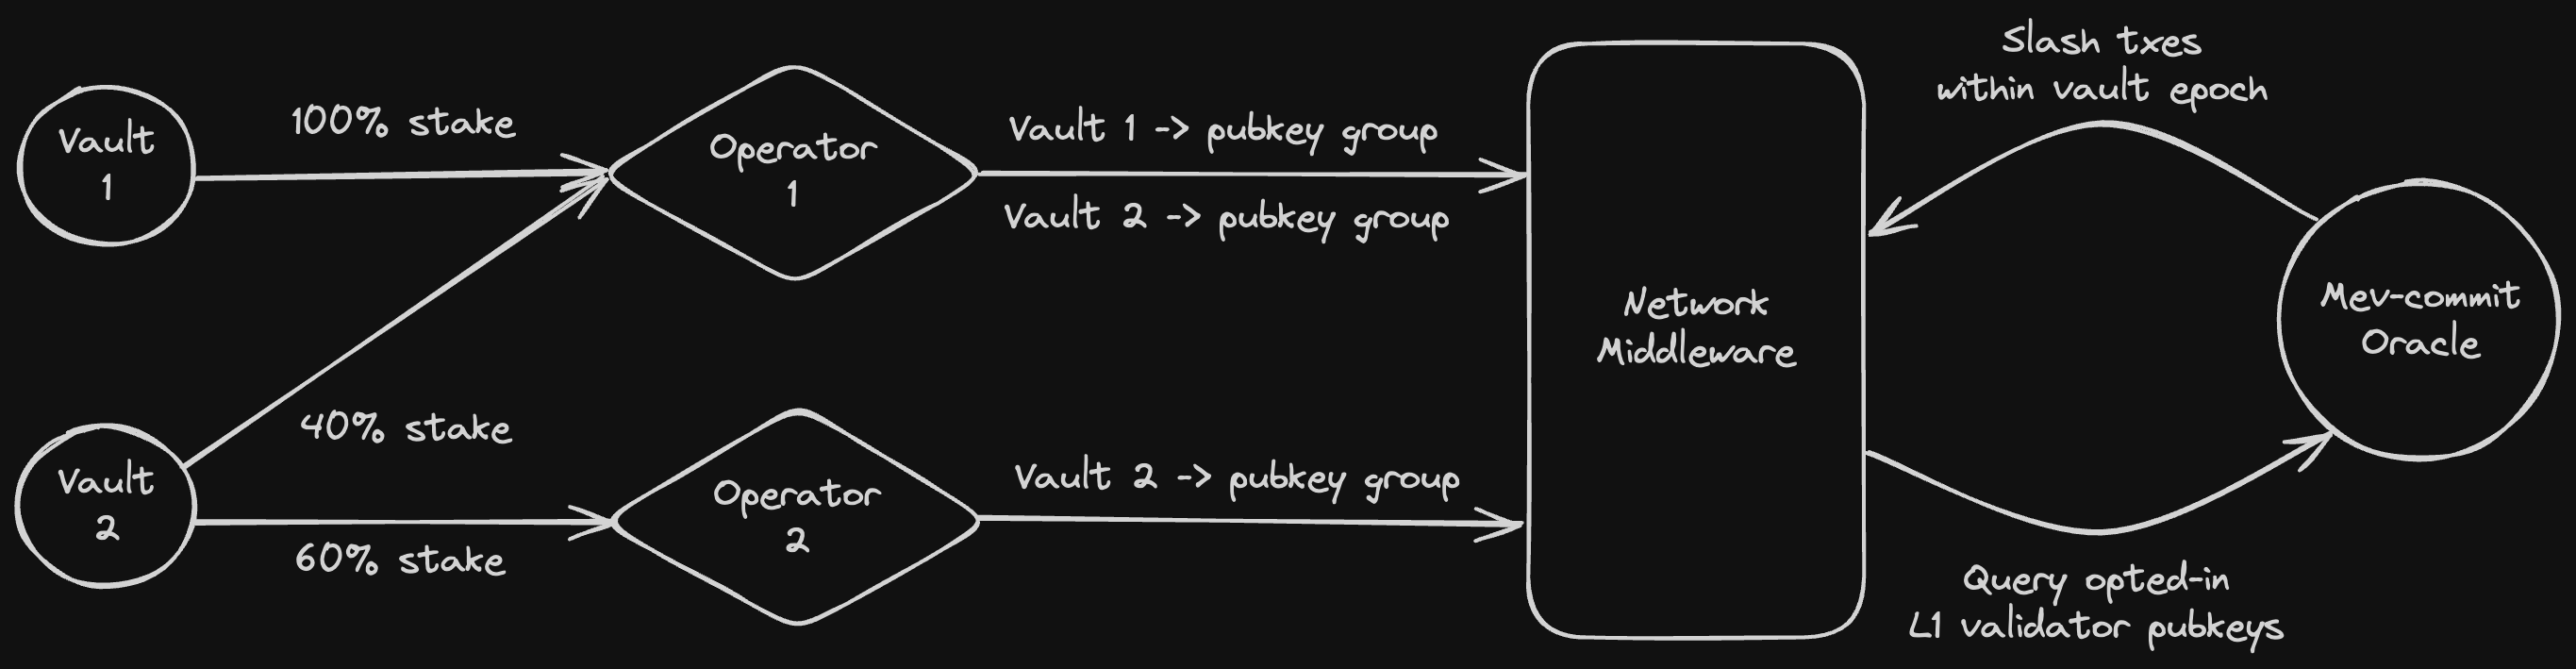 Vault
1
100% stake
Operator
1
Vault 1 -> pubkey group
Vault 2 -> pubkey group
Vault
2
40% stake
60% stake
Operator
2
Vault 2 -> pubkey group
Network
Middleware
Slash txes
within vault epoch
Mev-commit
Oracle
Query opted-in
L1 validator pubkeys